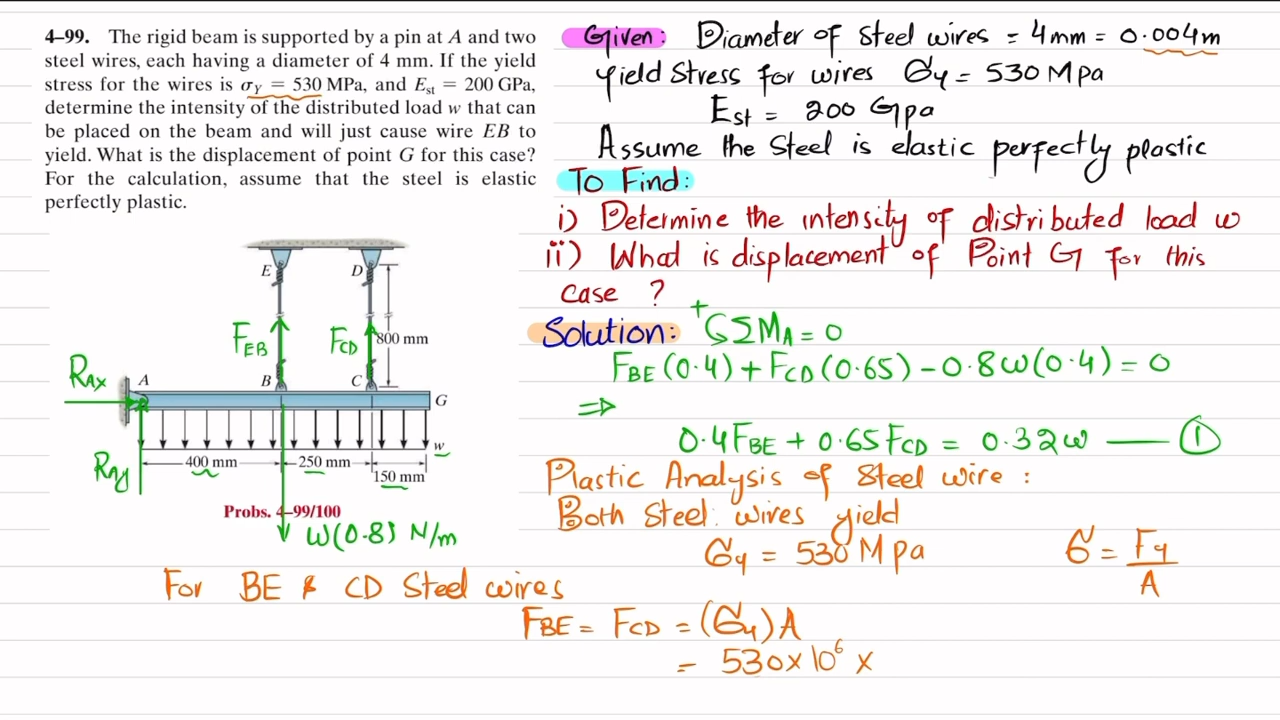 4–99. The rigid beam is supported by a pin at A and two
steel wires, each having a diameter of 4 mm. If the yield
stress for the wires is σY = 530 MPa, and Est = 200 GPa,
determine the intensity of the distributed load w that can
be placed on the beam and will just cause wire EB to
yield. What is the displacement of point G for this case?
For the calculation, assume that the steel is elastic
perfectly plastic.
E
D
FEB
FCD
800 mm
RAx
A
B
C
G
w
RAy
400 mm
250 mm
150 mm
Probs. 4–99/100
w(0.8) N/m
Given: Diameter of Steel wires = 4mm = 0.004m
Yield Stress for wires σy = 530 MPa
Est = 200 Gpa
Assume the Steel is elastic perfectly plastic
To Find:
i) Determine the intensity of distributed load w
ii) What is displacement of Point G for this
case ?
Solution: + ↺ΣMA = 0
FBE (0.4) + FCD (0.65) – 0.8w(0.4) = 0
⇒
0.4FBE + 0.65FCD = 0.32w —— ①
Plastic Analysis of Steel wire :
Both Steel wires yield
σy = 530 MPa
σ = Fy / A
For BE & CD Steel wires
FBE = FCD = (σy) A
= 530×10⁶ ×